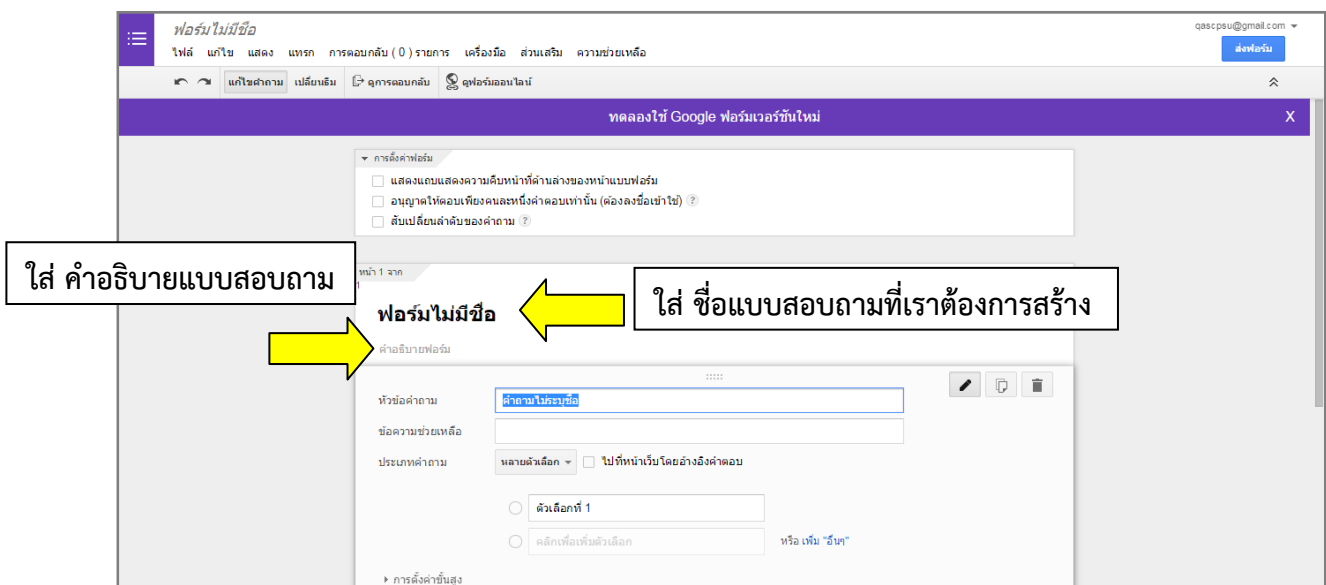 ฟอร์มไม่มีชื่อ
qascpsu@gmail.com
ไฟล์ แก้ไข แสดง แทรก การตอบกลับ ( 0 ) รายการ เครื่องมือ ส่วนเสริม ความช่วยเหลือ
ส่งฟอร์ม
แก้ไขคำถาม เปลี่ยนธีม ดูการตอบกลับ ดูฟอร์มออนไลน์
ทดลองใช้ Google ฟอร์มเวอร์ชันใหม่ X
การตั้งค่าฟอร์ม
แสดงแถบแสดงความคืบหน้าที่ด้านล่างของหน้าแบบฟอร์ม
อนุญาตให้ตอบเพียงคนละหนึ่งคำตอบเท่านั้น (ต้องลงชื่อเข้าใช้) ?
สับเปลี่ยนลำดับของคำถาม ?
ใส่ คำอธิบายแบบสอบถาม
หน้า 1 จาก
1
ใส่ ชื่อแบบสอบถามที่เราต้องการสร้าง
ฟอร์มไม่มีชื่อ
คำอธิบายฟอร์ม
หัวข้อคำถาม คำถามไม่ระบุชื่อ
ข้อความช่วยเหลือ
ประเภทคำถาม หลายตัวเลือก ไปที่หน้าเว็บโดยอ้างอิงคำตอบ
ตัวเลือกที่ 1
คลิกเพื่อเพิ่มตัวเลือก หรือ เพิ่ม "อื่นๆ"
การตั้งค่าขั้นสูง